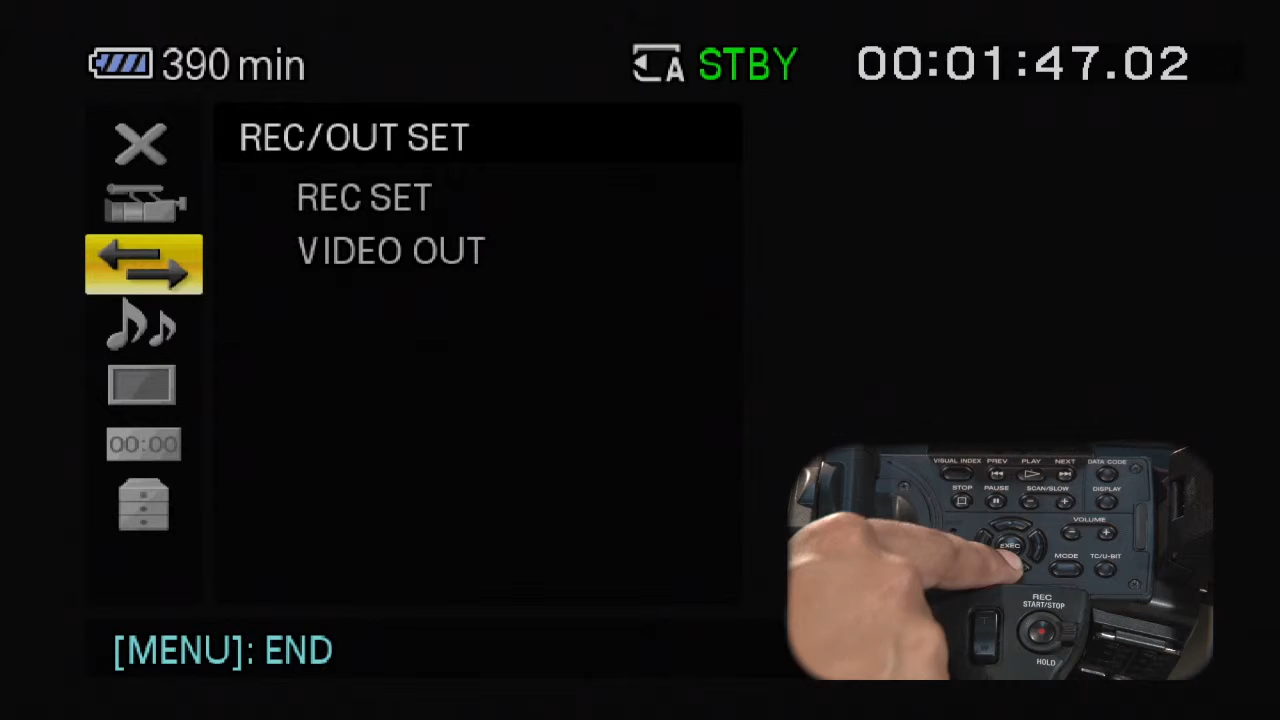 390 min
A STBY 00:01:47.02
REC/OUT SET
REC SET
VIDEO OUT
00:00
[MENU]: END
VISUAL INDEX PREV PLAY NEXT DATA CODE
STOP PAUSE SCAN/SLOW DISPLAY
VOLUME
EXEC
MODE TC/U-BIT
REC
START/STOP
HOLD